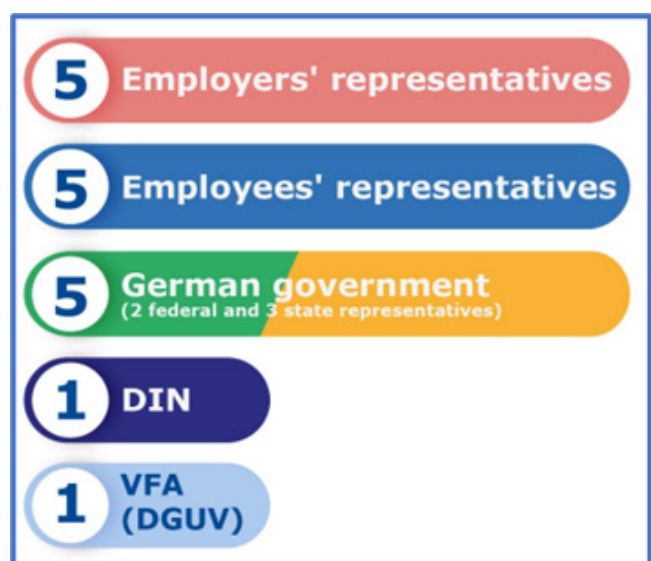 5 Employers' representatives
5 Employees' representatives
5 German government
(2 federal and 3 state representatives)
1 DIN
1 VFA
(DGUV)